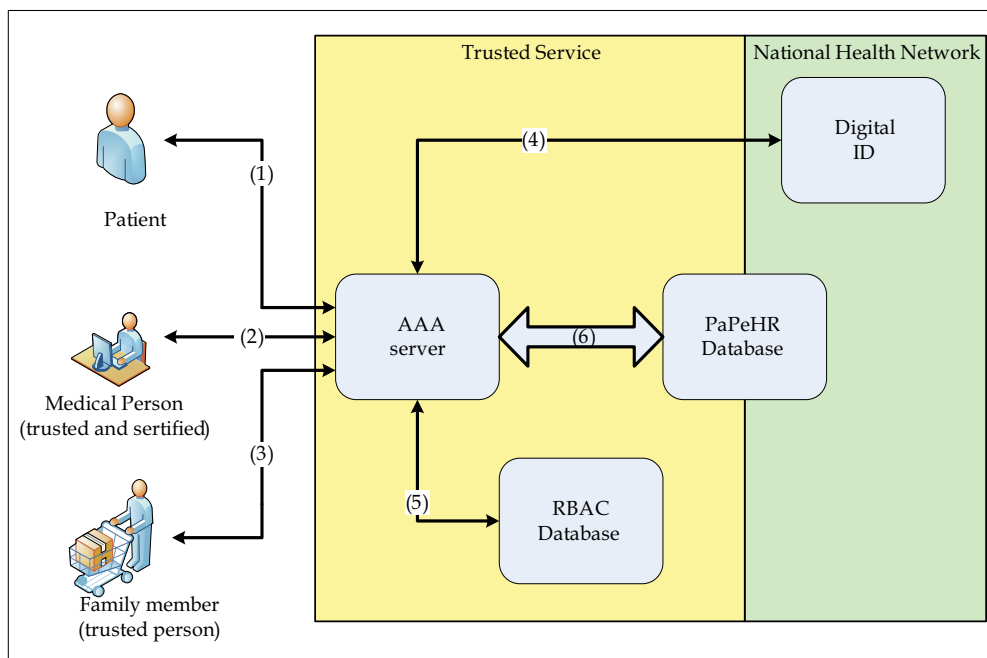 Trusted Service
National Health Network
Digital
ID
(4)
(1)
Patient
AAA
server
(6)
PaPeHR
Database
(2)
Medical Person
(trusted and sertified)
(3)
(5)
RBAC
Database
Family member
(trusted person)